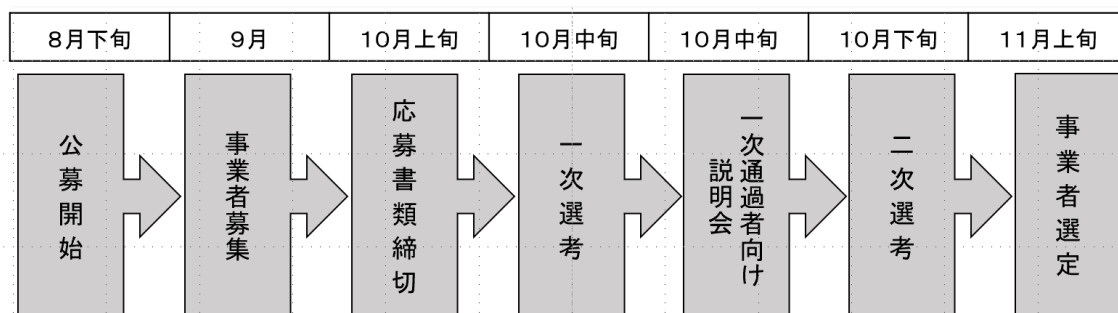 8月下旬
9月
10月上旬
10月中旬
10月中旬
10月下旬
11月上旬
公募開始
事業者募集
応募書類締切
一次選考
一次通過者向け
説明会
二次選考
事業者選定